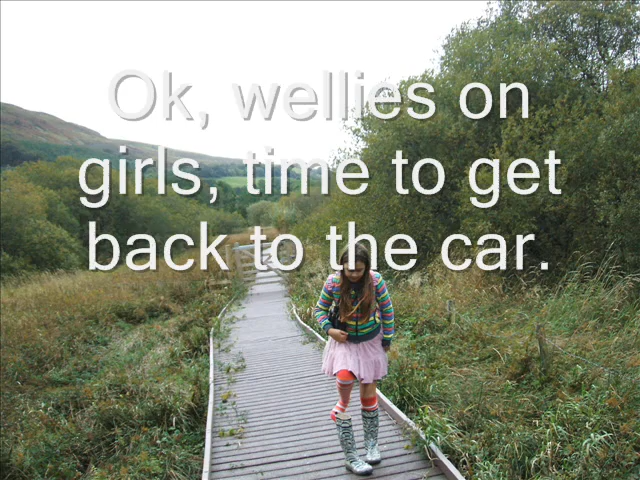 Ok, wellies on
girls, time to get
back to the car.